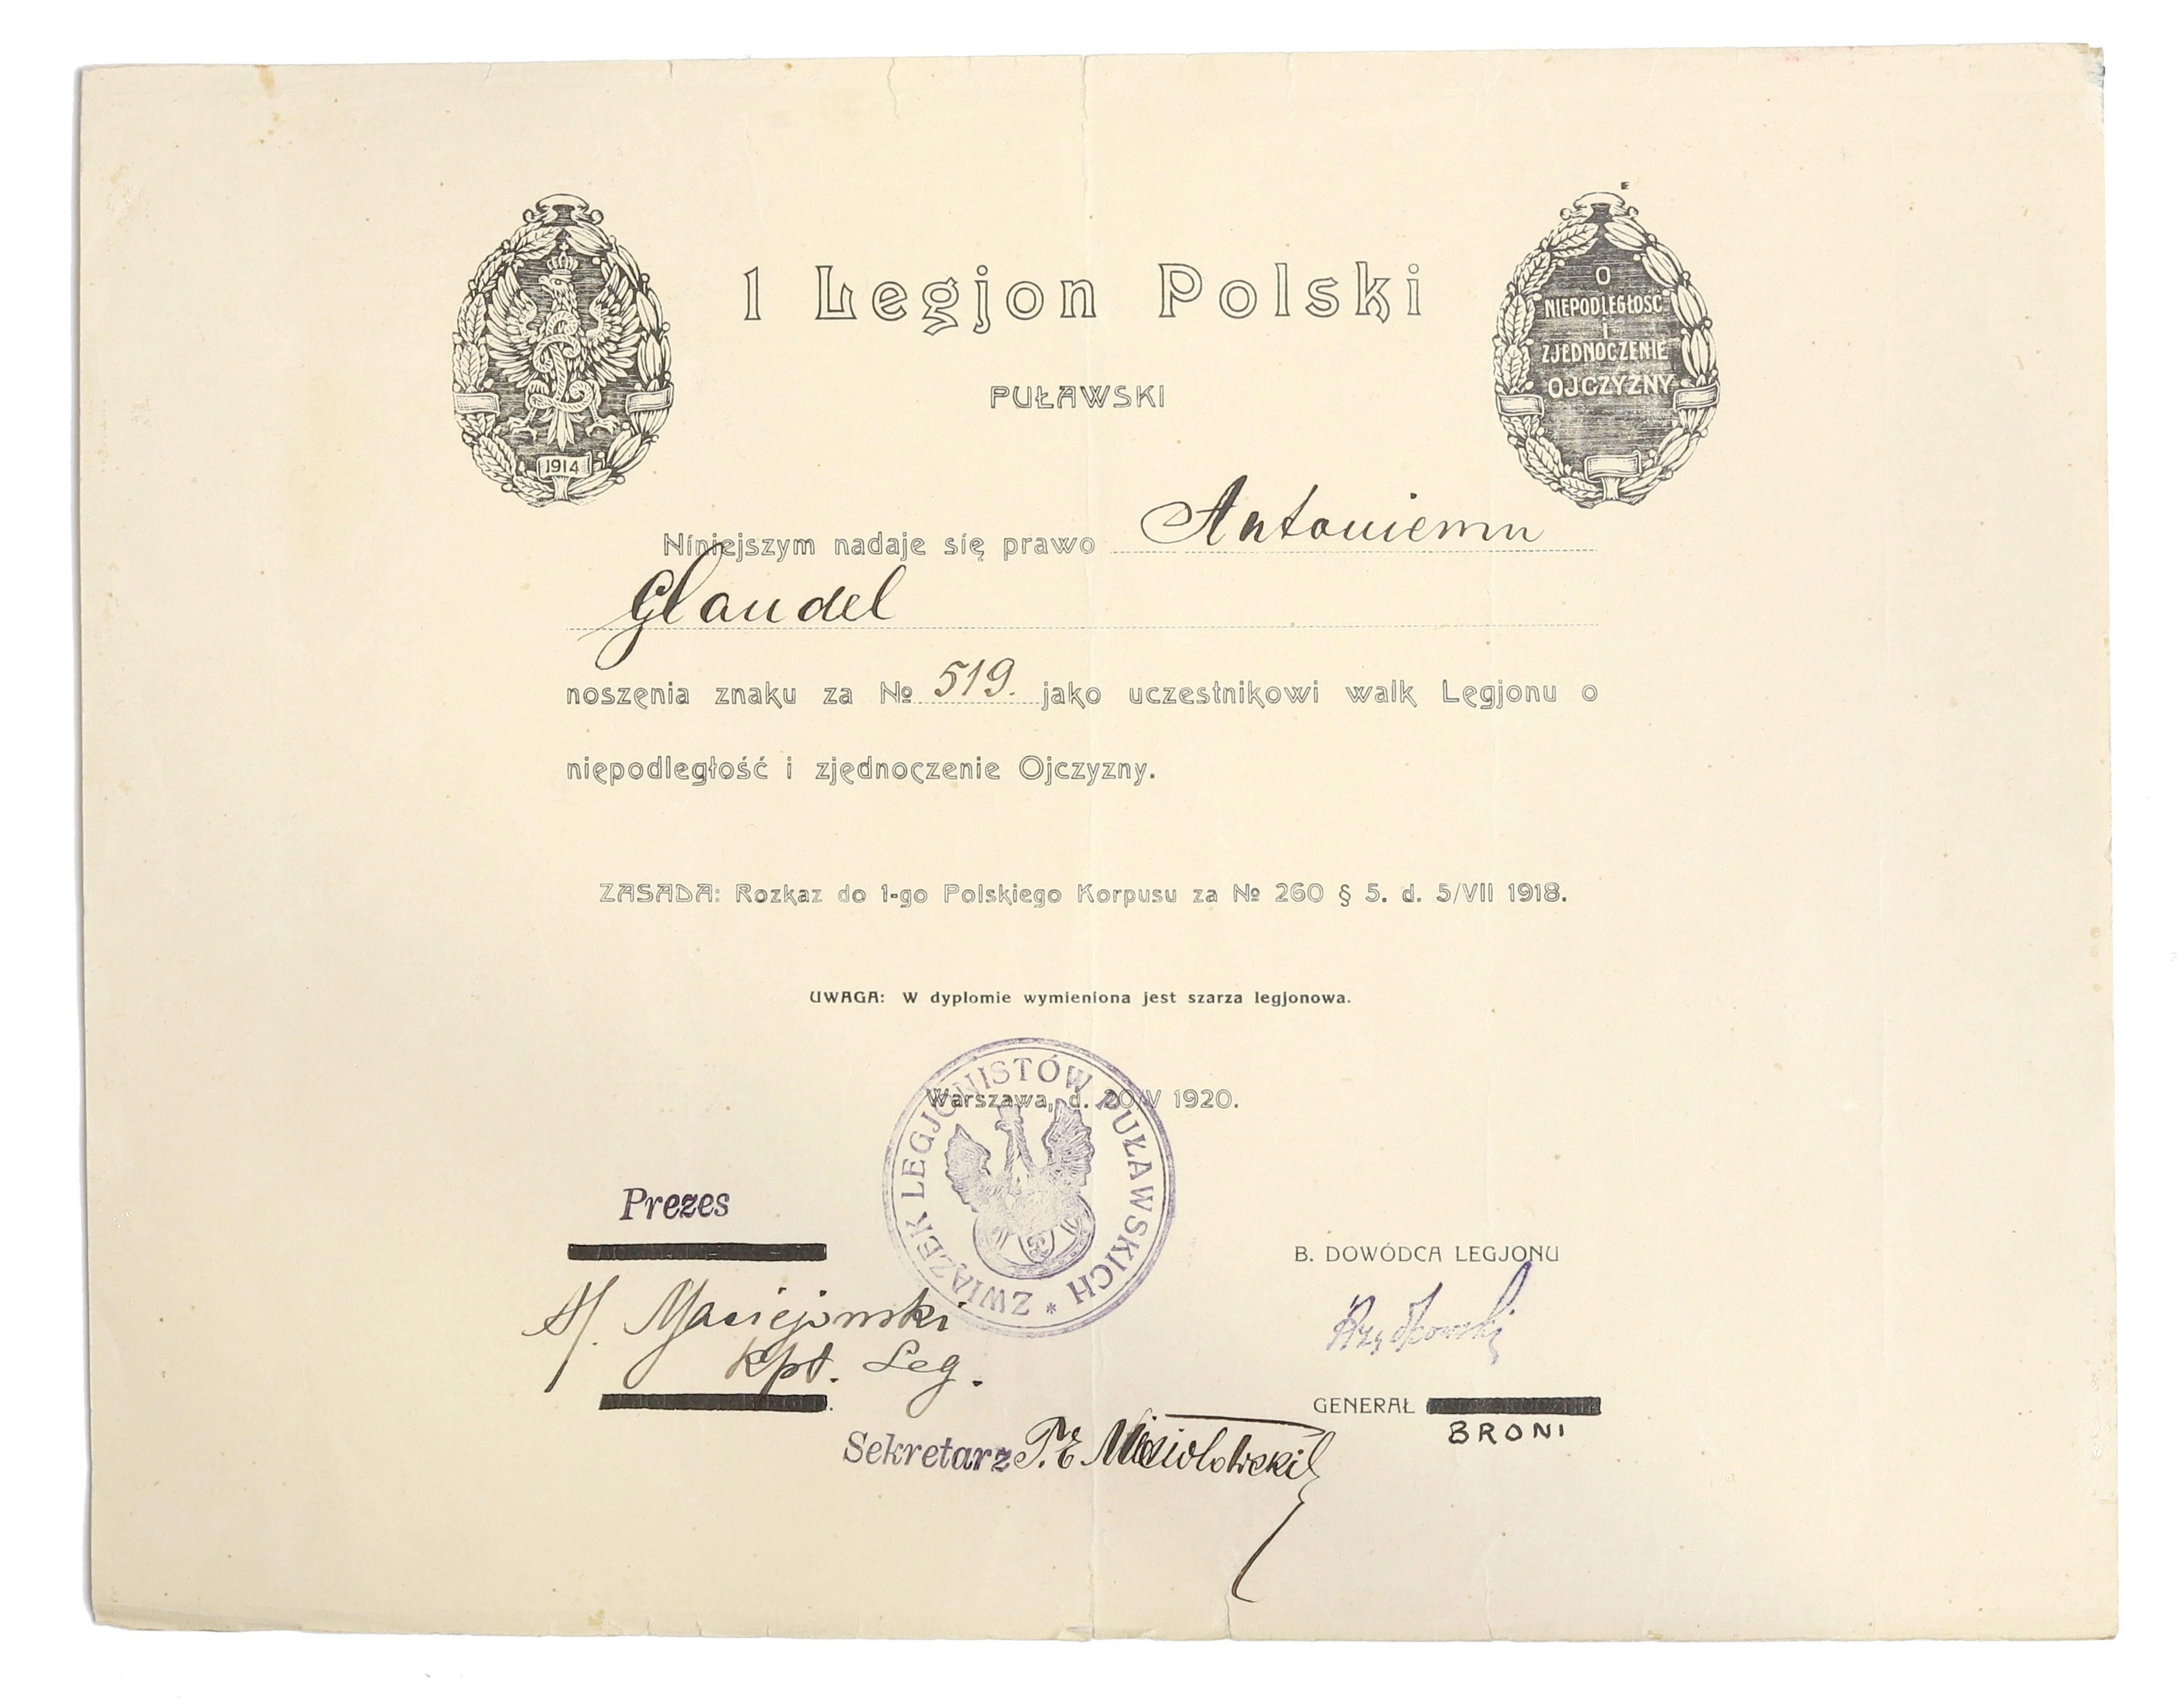 1 Legjon Polski
PUŁAWSKI
1914
O
NIEPODLEGŁOŚĆ
I
ZJEDNOCZENIE
OJCZYZNY
Niniejszym nadaje się prawo Antoniemu
Glaudel
noszenia znaku za № 519. jako uczestnikowi walk Legjonu o
niepodległość i zjednoczenie Ojczyzny.
ZASADA: Rozkaz do 1-go Polskiego Korpusu za № 260 § 5. d. 5/VII 1918.
UWAGA: W dyplomie wymieniona jest szarza legjonowa.
Warszawa, d. 20/V 1920.
ZWIĄZEK LEGJONISTÓW PUŁAWSKICH *
Prezes
Maciejowski
kpt. Leg.
B. DOWÓDCA LEGJONU
Rządkowski
GENERAŁ
BRONI
Sekretarz